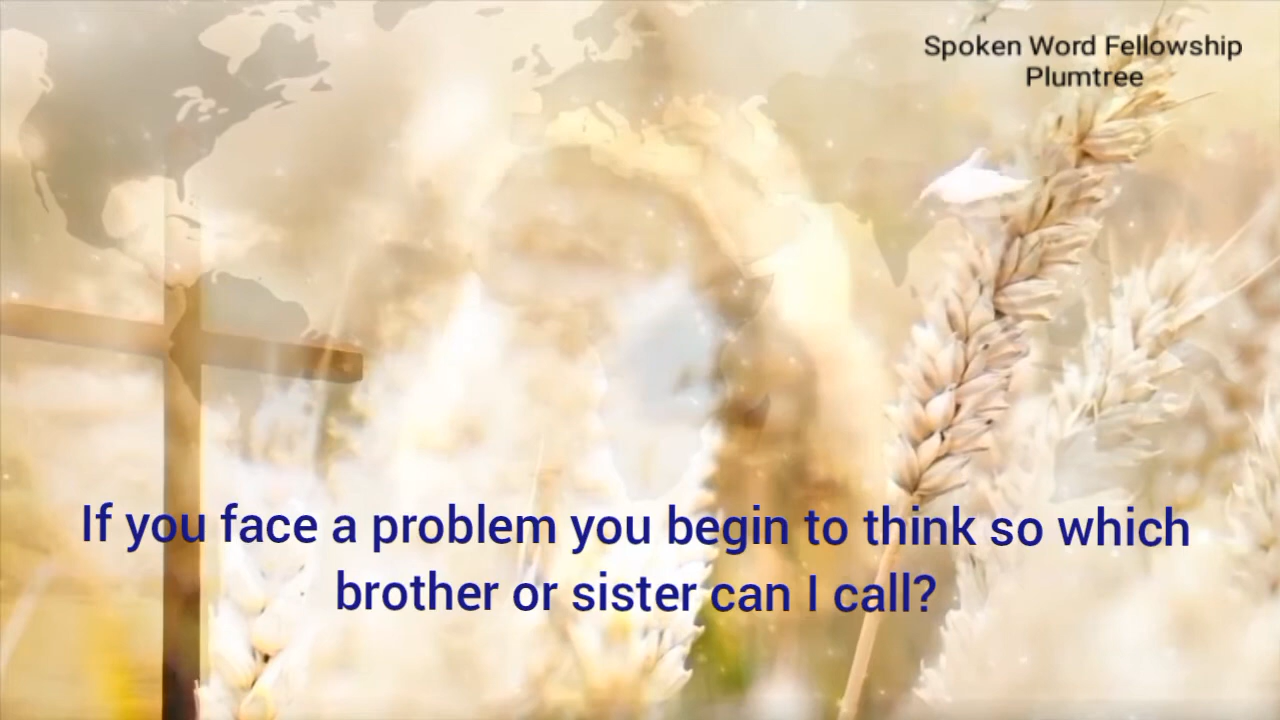 Spoken Word Fellowship
Plumtree
If you face a problem you begin to think so which
brother or sister can I call?